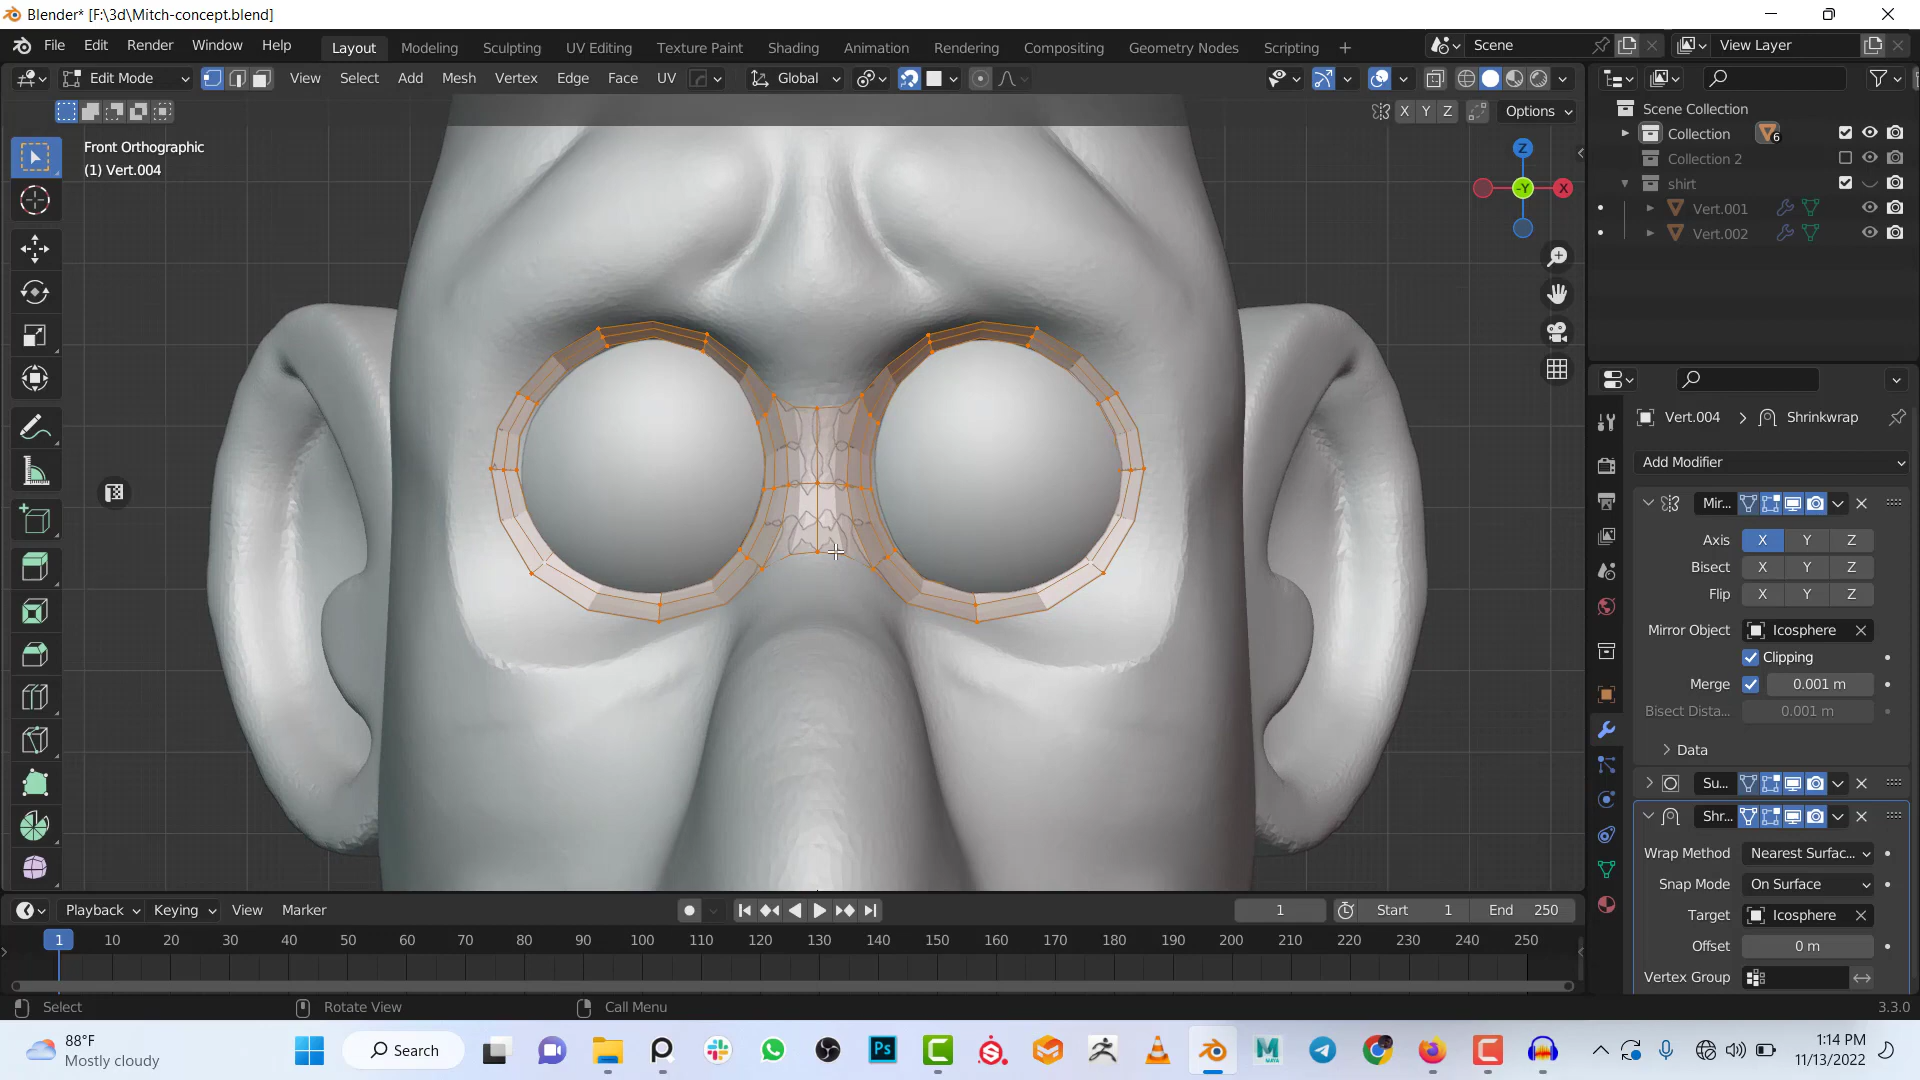 Blender* [F:\3d\Mitch-concept.blend]
File Edit Render Window Help Layout Modeling Sculpting UV Editing Texture Paint Shading Animation Rendering Compositing Geometry Nodes Scripting + Scene View Layer
Edit Mode View Select Add Mesh Vertex Edge Face UV Global
X Y Z Options
Front Orthographic
(1) Vert.004
Z
-Y X
Scene Collection
Collection 6
Collection 2
shirt
Vert.001
Vert.002
Vert.004 > Shrinkwrap
Add Modifier
Mir...
Axis X Y Z
Bisect X Y Z
Flip X Y Z
Mirror Object Icosphere
Clipping
Merge 0.001 m
Bisect Dista... 0.001 m
Data
Su...
Shr...
Wrap Method Nearest Surfac...
Snap Mode On Surface
Target Icosphere
Offset 0 m
Vertex Group
Playback Keying View Marker 1 Start 1 End 250
1 10 20 30 40 50 60 70 80 90 100 110 120 130 140 150 160 170 180 190 200 210 220 230 240 250
Select Rotate View Call Menu 3.3.0
88°F
Mostly cloudy
Search
Ps
MAYA
1:14 PM
11/13/2022